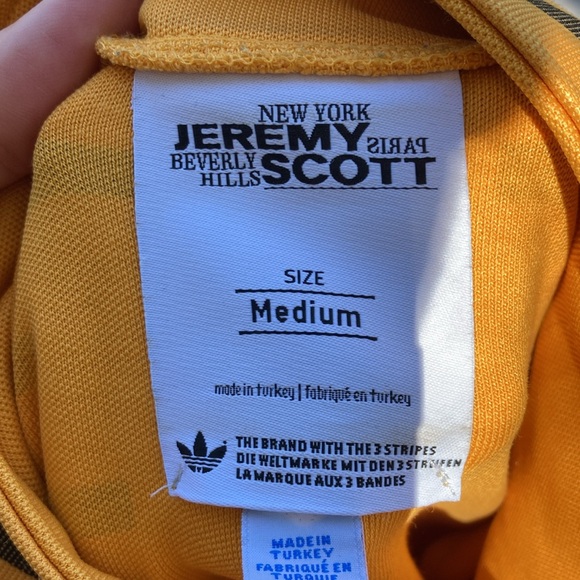 NEW YORK
JEREMY PARIS
BEVERLY
HILLS SCOTT
SIZE
Medium
made in turkey | fabriqué en turkey
THE BRAND WITH THE 3 STRIPES
DIE WELTMARKE MIT DEN 3 STREIFEN
LA MARQUE AUX 3 BANDES
MADE IN
TURKEY
FABRIQUÉ EN
TURQUIE